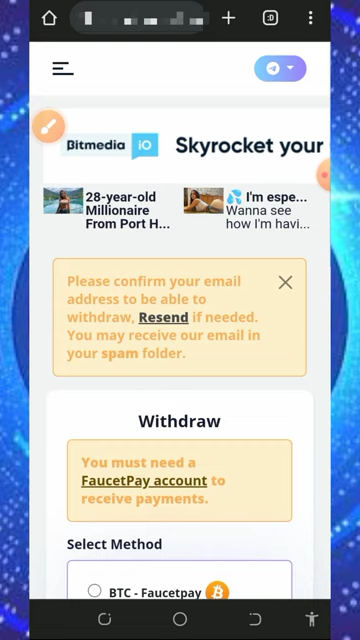 :D
Bitmedia iO Skyrocket your
28-year-old
Millionaire
From Port H...
💦 I'm espe...
Wanna see
how I'm havi...
Please confirm your email
address to be able to
withdraw, Resend if needed.
You may receive our email in
your spam folder.
Withdraw
You must need a
FaucetPay account to
receive payments.
Select Method
BTC - Faucetpay